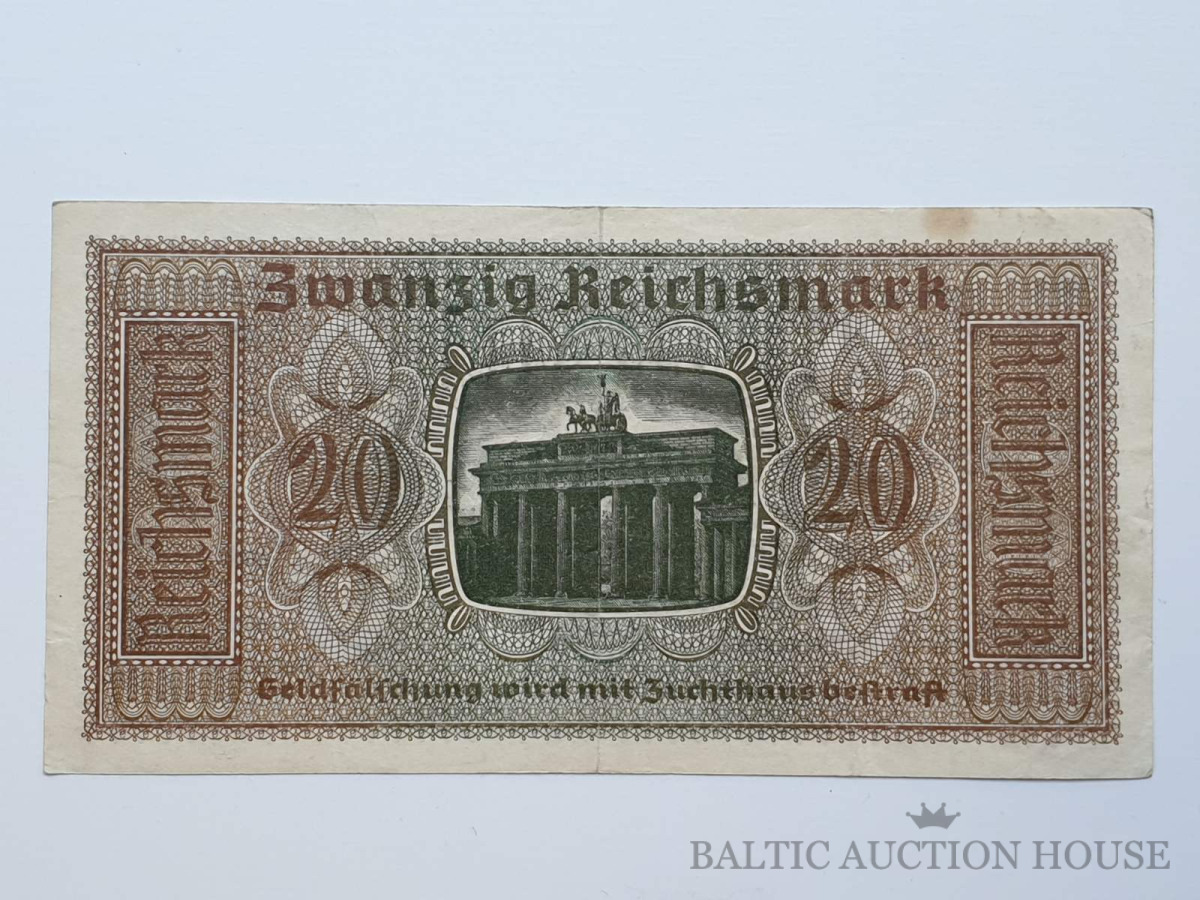 Zwanzig Reichsmark
Reichsmark
20
20
Reichsmark
Geldfälschung wird mit Zuchthaus bestraft
BALTIC AUCTION HOUSE